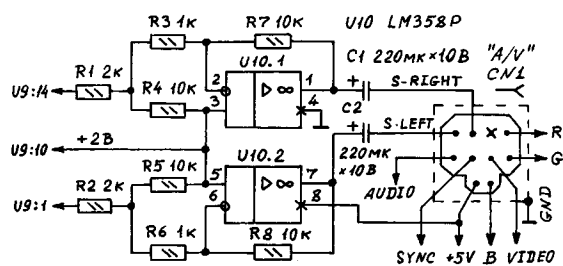 R3 1к R7 10к U10 LM358P
C1 220мк×10В "A/V" CN1
R1 2к U10.1
U9:14 2 1 + S-RIGHT
R4 10к 3 ▷ ∞ 4 C2
+ S-LEFT × R
U9:10 +2В U10.2 220мк ×10В G
R5 10к 5 7 AUDIO
R2 2к ▷ ∞ 8
U9:1 6 GND
R6 1к R8 10к
SYNC +5V B VIDEO